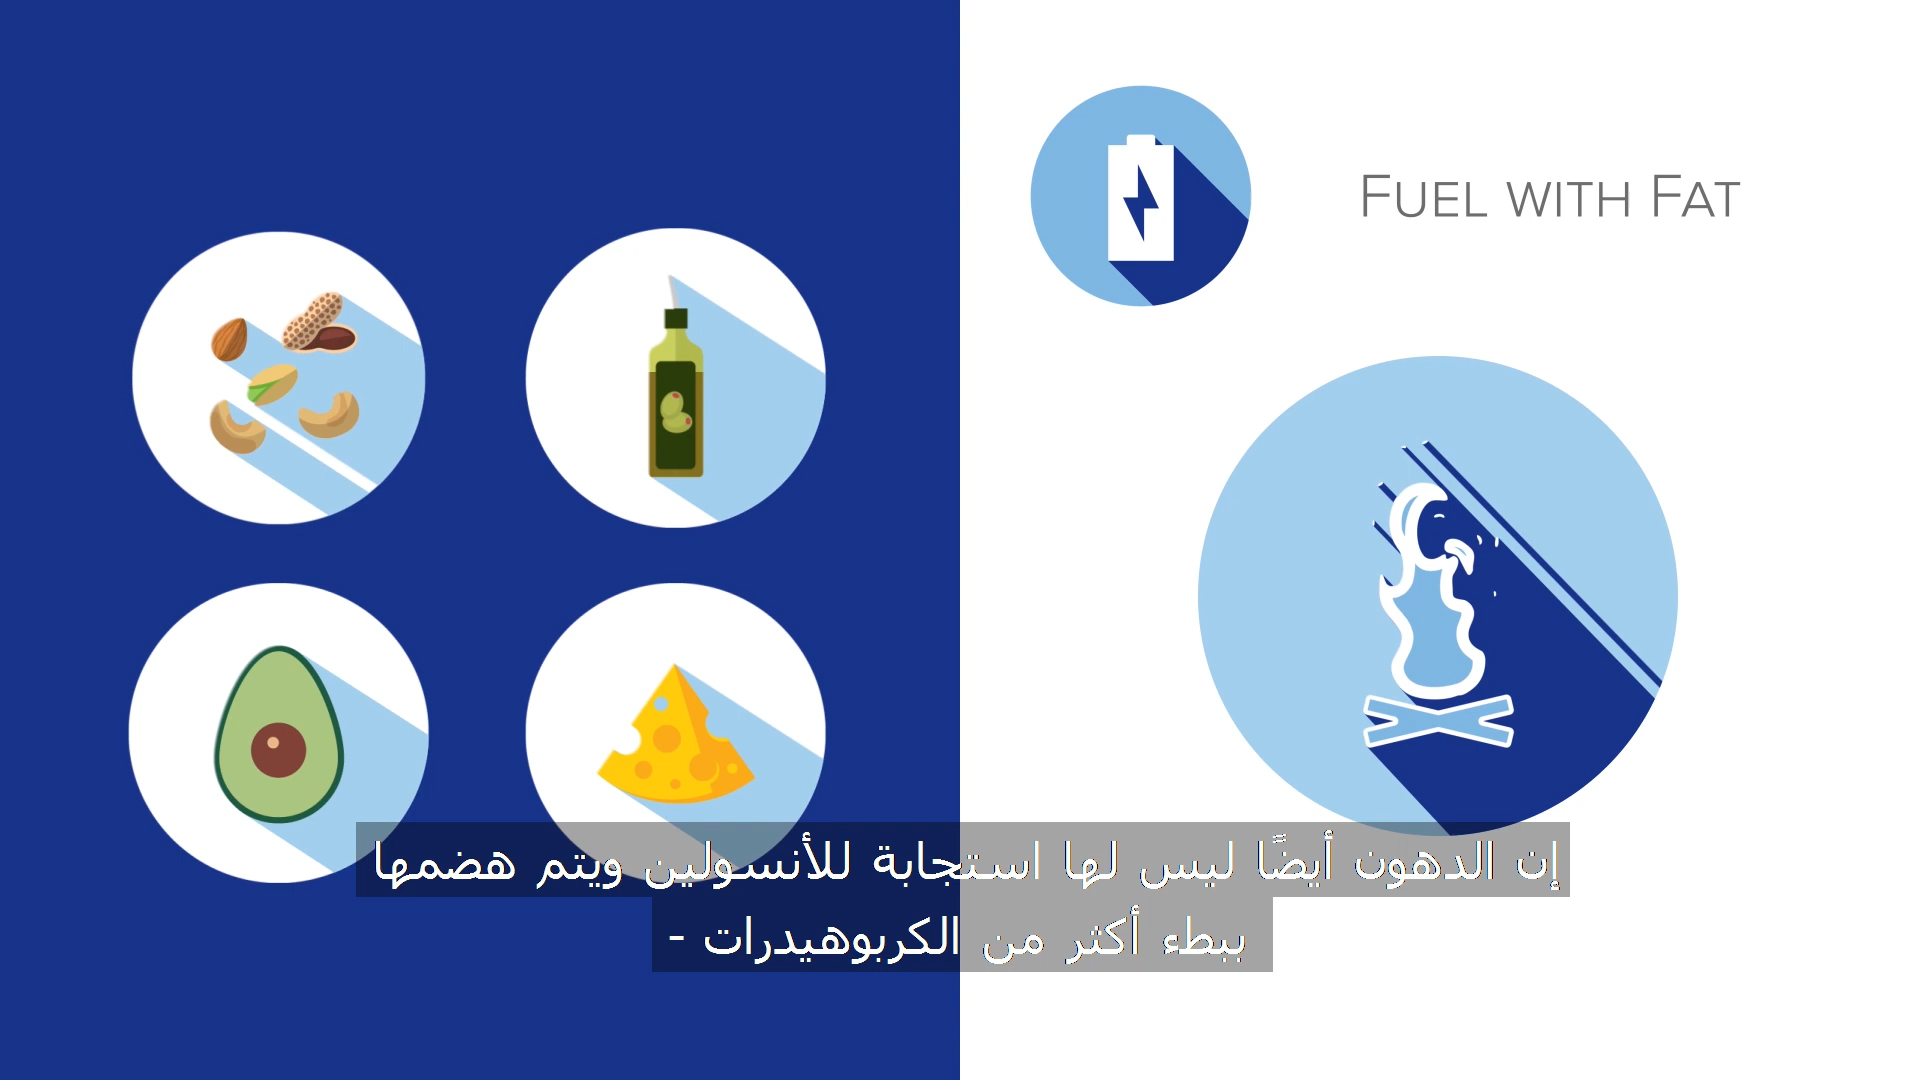 FUEL WITH FAT
إن الدهون أيضًا ليس لها استجابة للأنسولين ويتم هضمها
ببطء أكثر من الكربوهيدرات -